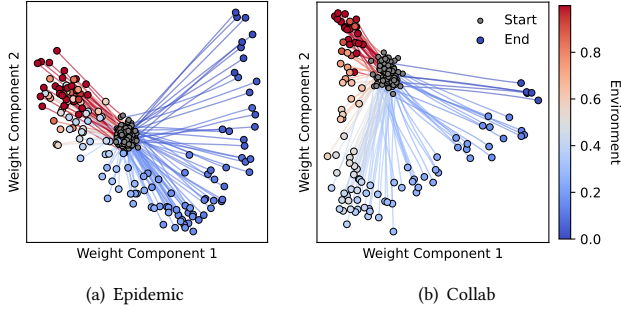 Weight Component 2
Weight Component 1
(a) Epidemic
Weight Component 2
Start
End
Weight Component 1
(b) Collab
0.8
0.6
0.4
0.2
0.0
Environment